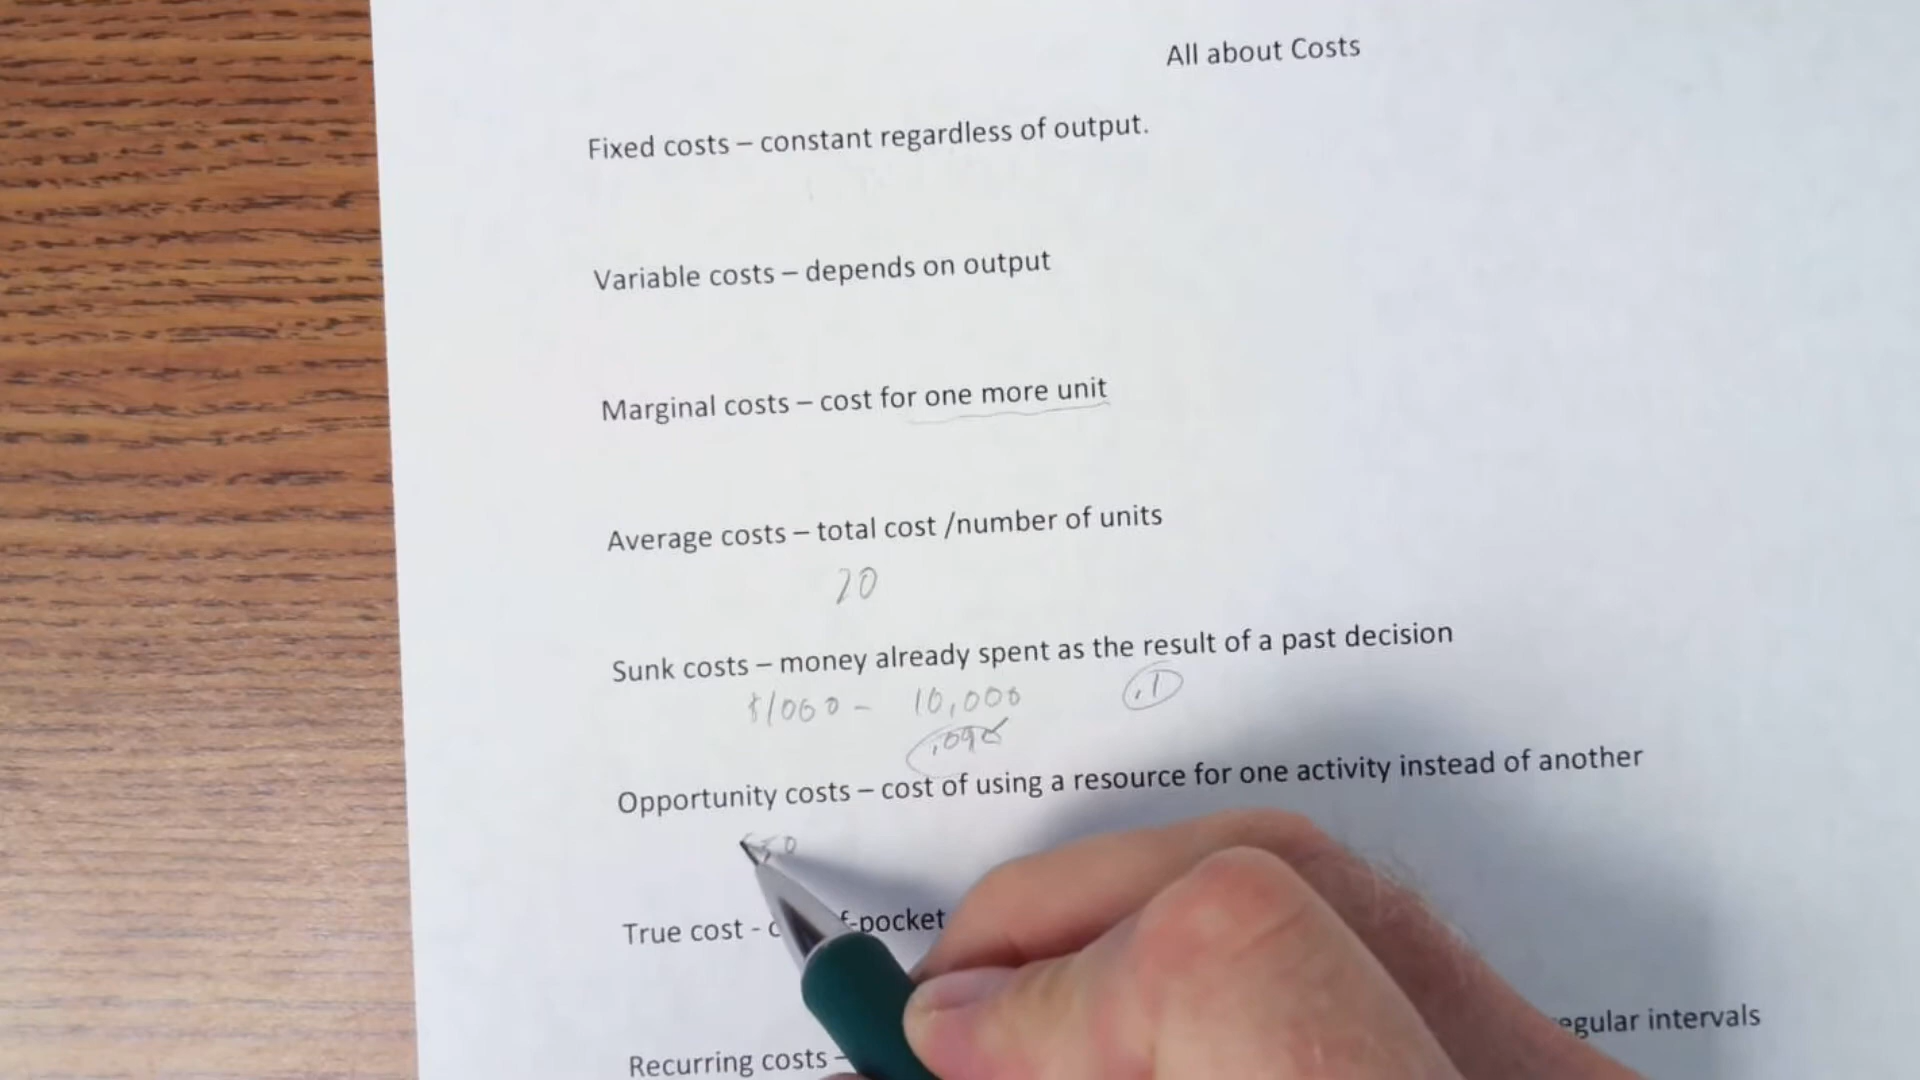 All about Costs
Fixed costs – constant regardless of output.
Variable costs – depends on output
Marginal costs – cost for one more unit
Average costs – total cost /number of units
20
Sunk costs – money already spent as the result of a past decision
$1000 – 10,000 .1
Opportunity costs – cost of using a resource for one activity instead of another
True cost - f-pocket
Recurring costs – egular intervals